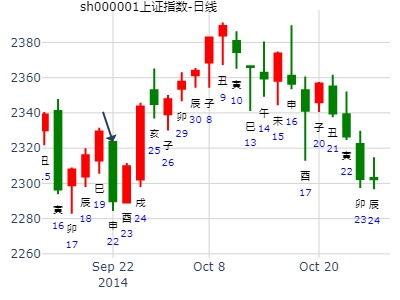 sh000001上证指数-日线
2380
2360
2340
2320
2300
2280
2260
丑 寅 卯 辰 巳 申 酉 戌 亥 子 卯 辰 子 丑 寅 巳 午 未 申 酉 子 丑 寅 卯 辰
.5 16 17 18 19 22 23 24 25 26 29 30 8 9 10 13 14 15 16 17 20 21 22 23 24
Sep 22 Oct 8 Oct 20
2014